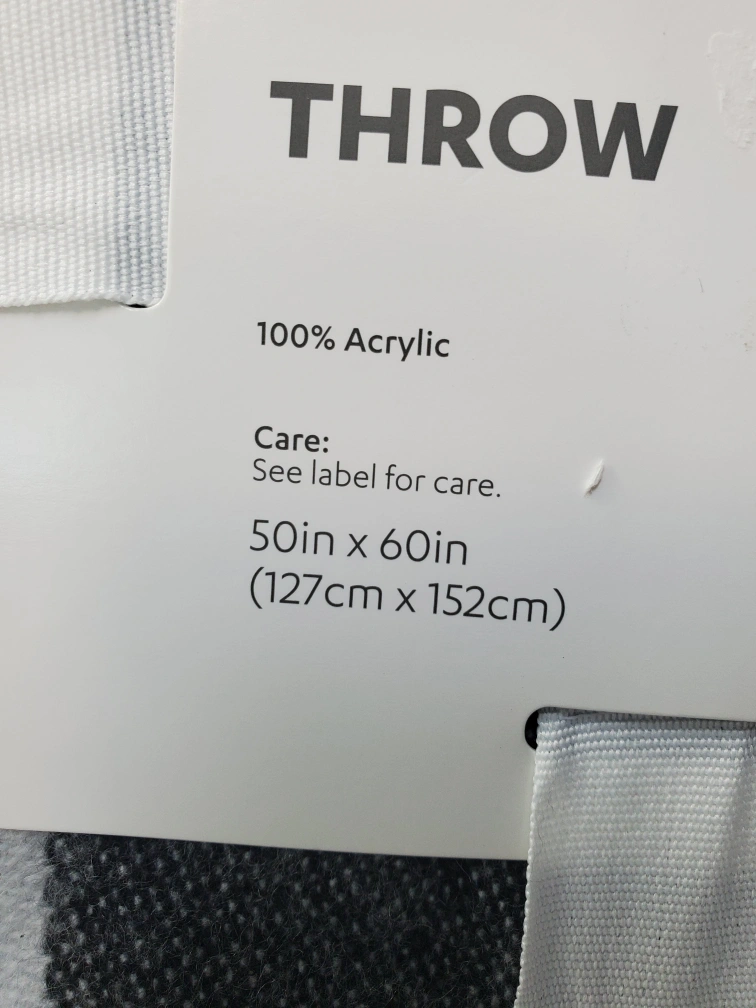 THROW
100% Acrylic
Care:
See label for care.
50in x 60in
(127cm x 152cm)